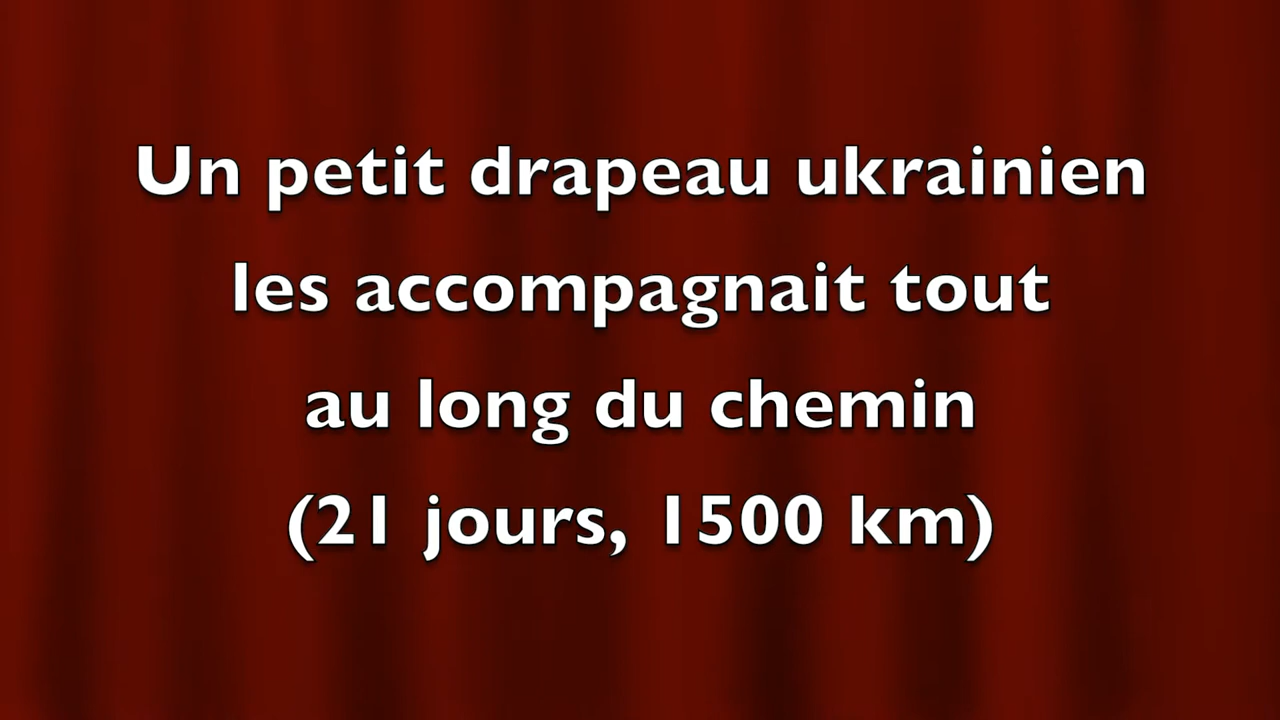 Un petit drapeau ukrainien
les accompagnait tout
au long du chemin
(21 jours, 1500 km)